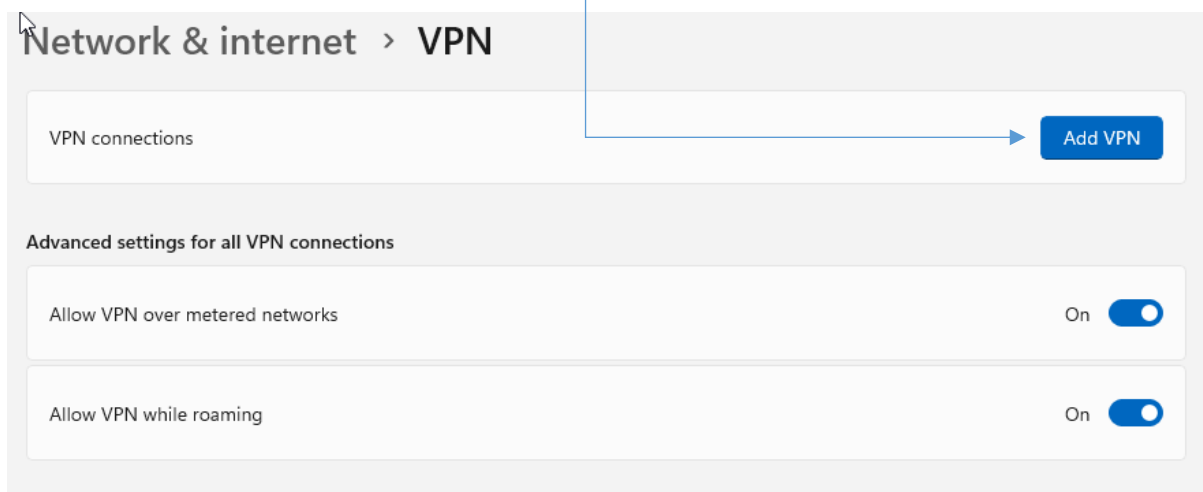 Network & internet > VPN
VPN connections
Add VPN
Advanced settings for all VPN connections
Allow VPN over metered networks
On
Allow VPN while roaming
On